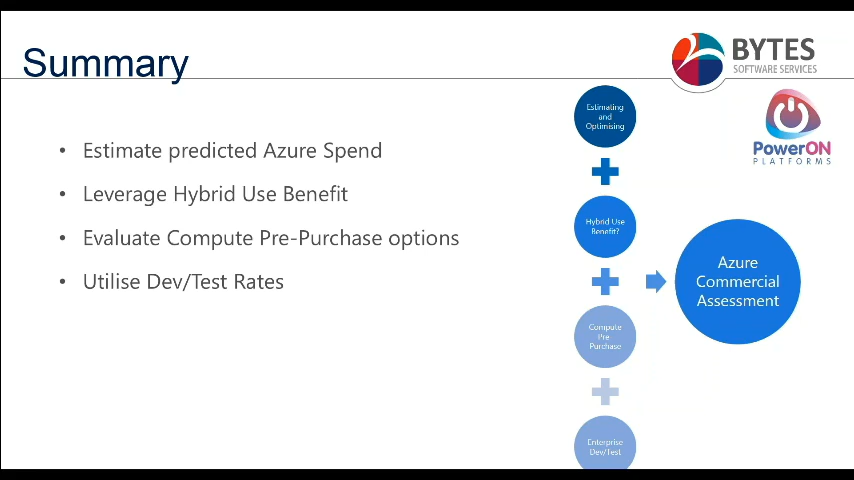 Summary
BYTES
SOFTWARE SERVICES
PowerON
PLATFORMS
• Estimate predicted Azure Spend
• Leverage Hybrid Use Benefit
• Evaluate Compute Pre-Purchase options
• Utilise Dev/Test Rates
Estimating
and
Optimising
Hybrid Use
Benefit?
Compute
Pre
Purchase
Enterprise
Dev/Test
Azure
Commercial
Assessment